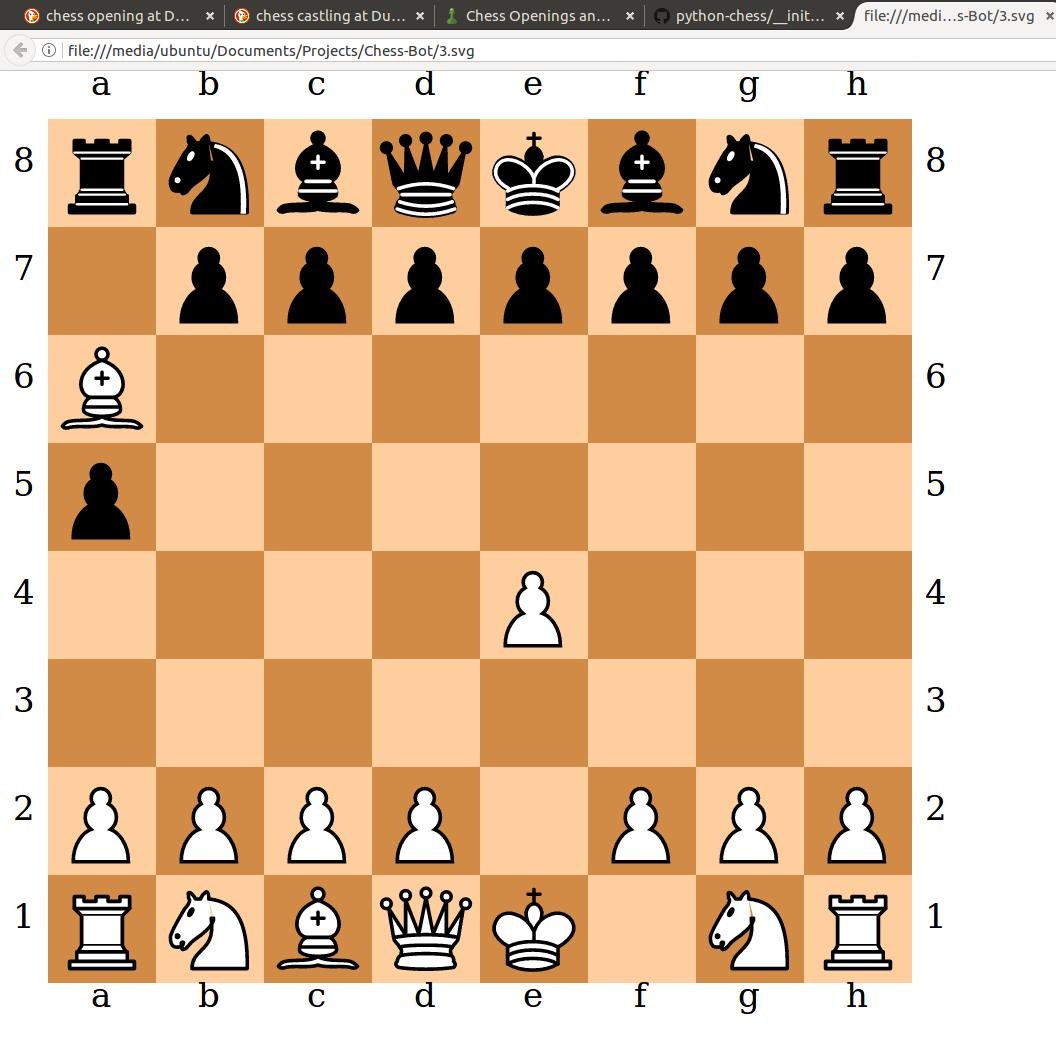 chess opening at D... chess castling at Du... Chess Openings an... python-chess/__init... file:///medi...s-Bot/3.svg
file:///media/ubuntu/Documents/Projects/Chess-Bot/3.svg
a b c d e f g h
8 8
7 7
6 6
5 5
4 4
3 3
2 2
1 1
a b c d e f g h